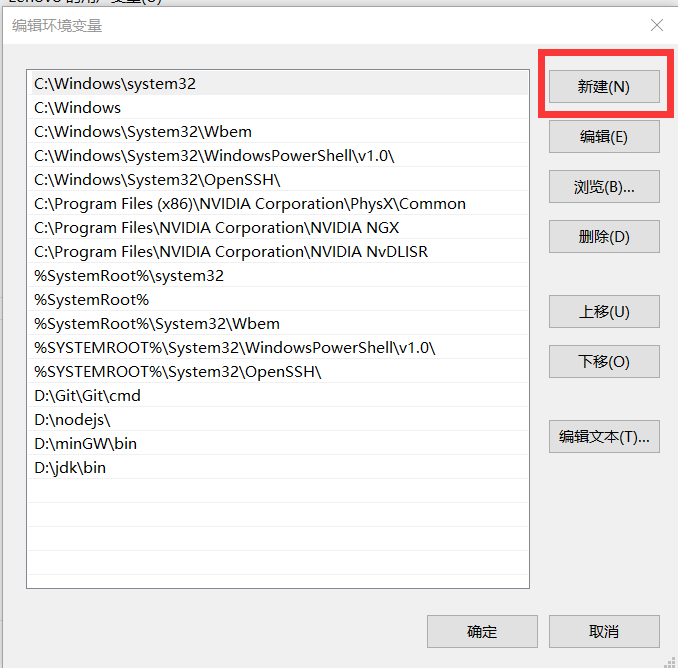 Lenovo 的用户变量(U)
编辑环境变量
C:\Windows\system32
C:\Windows
C:\Windows\System32\Wbem
C:\Windows\System32\WindowsPowerShell\v1.0\
C:\Windows\System32\OpenSSH\
C:\Program Files (x86)\NVIDIA Corporation\PhysX\Common
C:\Program Files\NVIDIA Corporation\NVIDIA NGX
C:\Program Files\NVIDIA Corporation\NVIDIA NvDLISR
%SystemRoot%\system32
%SystemRoot%
%SystemRoot%\System32\Wbem
%SYSTEMROOT%\System32\WindowsPowerShell\v1.0\
%SYSTEMROOT%\System32\OpenSSH\
D:\Git\Git\cmd
D:\nodejs\
D:\minGW\bin
D:\jdk\bin
新建(N)
编辑(E)
浏览(B)...
删除(D)
上移(U)
下移(O)
编辑文本(T)...
确定
取消